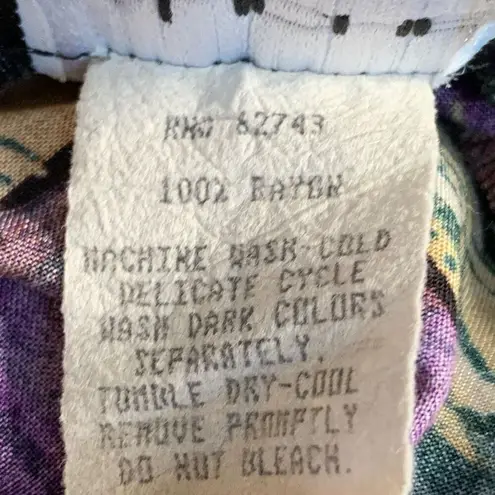 RN# 62743
100% RAYON
MACHINE WASH-COLD
DELICATE CYCLE
WASH DARK COLORS
SEPARATELY.
TUMBLE DRY-COOL
REMOVE PROMPTLY
DO NOT BLEACH.